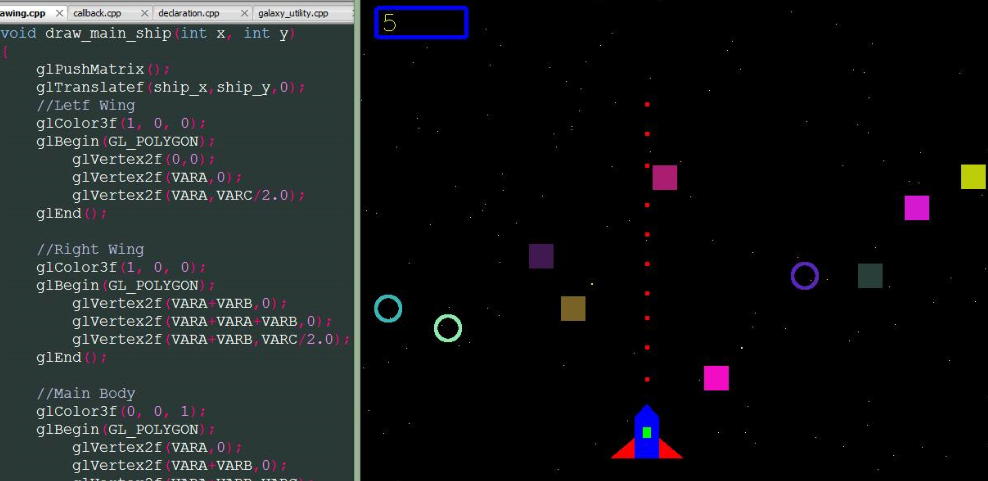 awing.cpp callback.cpp declaration.cpp galaxy_utility.cpp
void draw_main_ship(int x, int y)
{
glPushMatrix();
glTranslatef(ship_x,ship_y,0);
//Letf Wing
glColor3f(1, 0, 0);
glBegin(GL_POLYGON);
glVertex2f(0,0);
glVertex2f(VARA,0);
glVertex2f(VARA,VARC/2.0);
glEnd();
//Right Wing
glColor3f(1, 0, 0);
glBegin(GL_POLYGON);
glVertex2f(VARA+VARB,0);
glVertex2f(VARA+VARA+VARB,0);
glVertex2f(VARA+VARB,VARC/2.0);
glEnd();
//Main Body
glColor3f(0, 0, 1);
glBegin(GL_POLYGON);
glVertex2f(VARA,0);
glVertex2f(VARA+VARB,0);
5